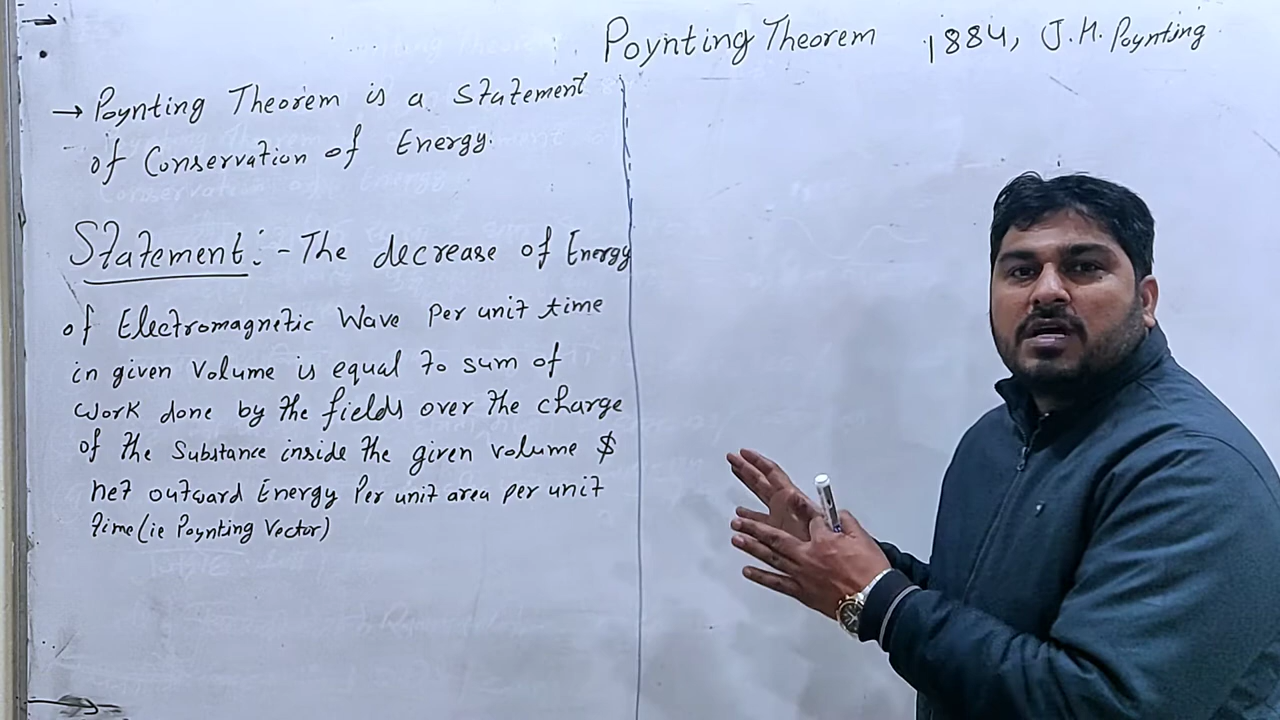 Poynting Theorem 1884, J.H. Poynting
→ Poynting Theorem is a statement
of Conservation of Energy.
Statement:- The decrease of Energy
of Electromagnetic Wave Per unit time
in given Volume is equal to sum of
work done by the fields over the charge
of the Substance inside the given volume $
net outward Energy Per unit area per unit
time (ie Poynting Vector)